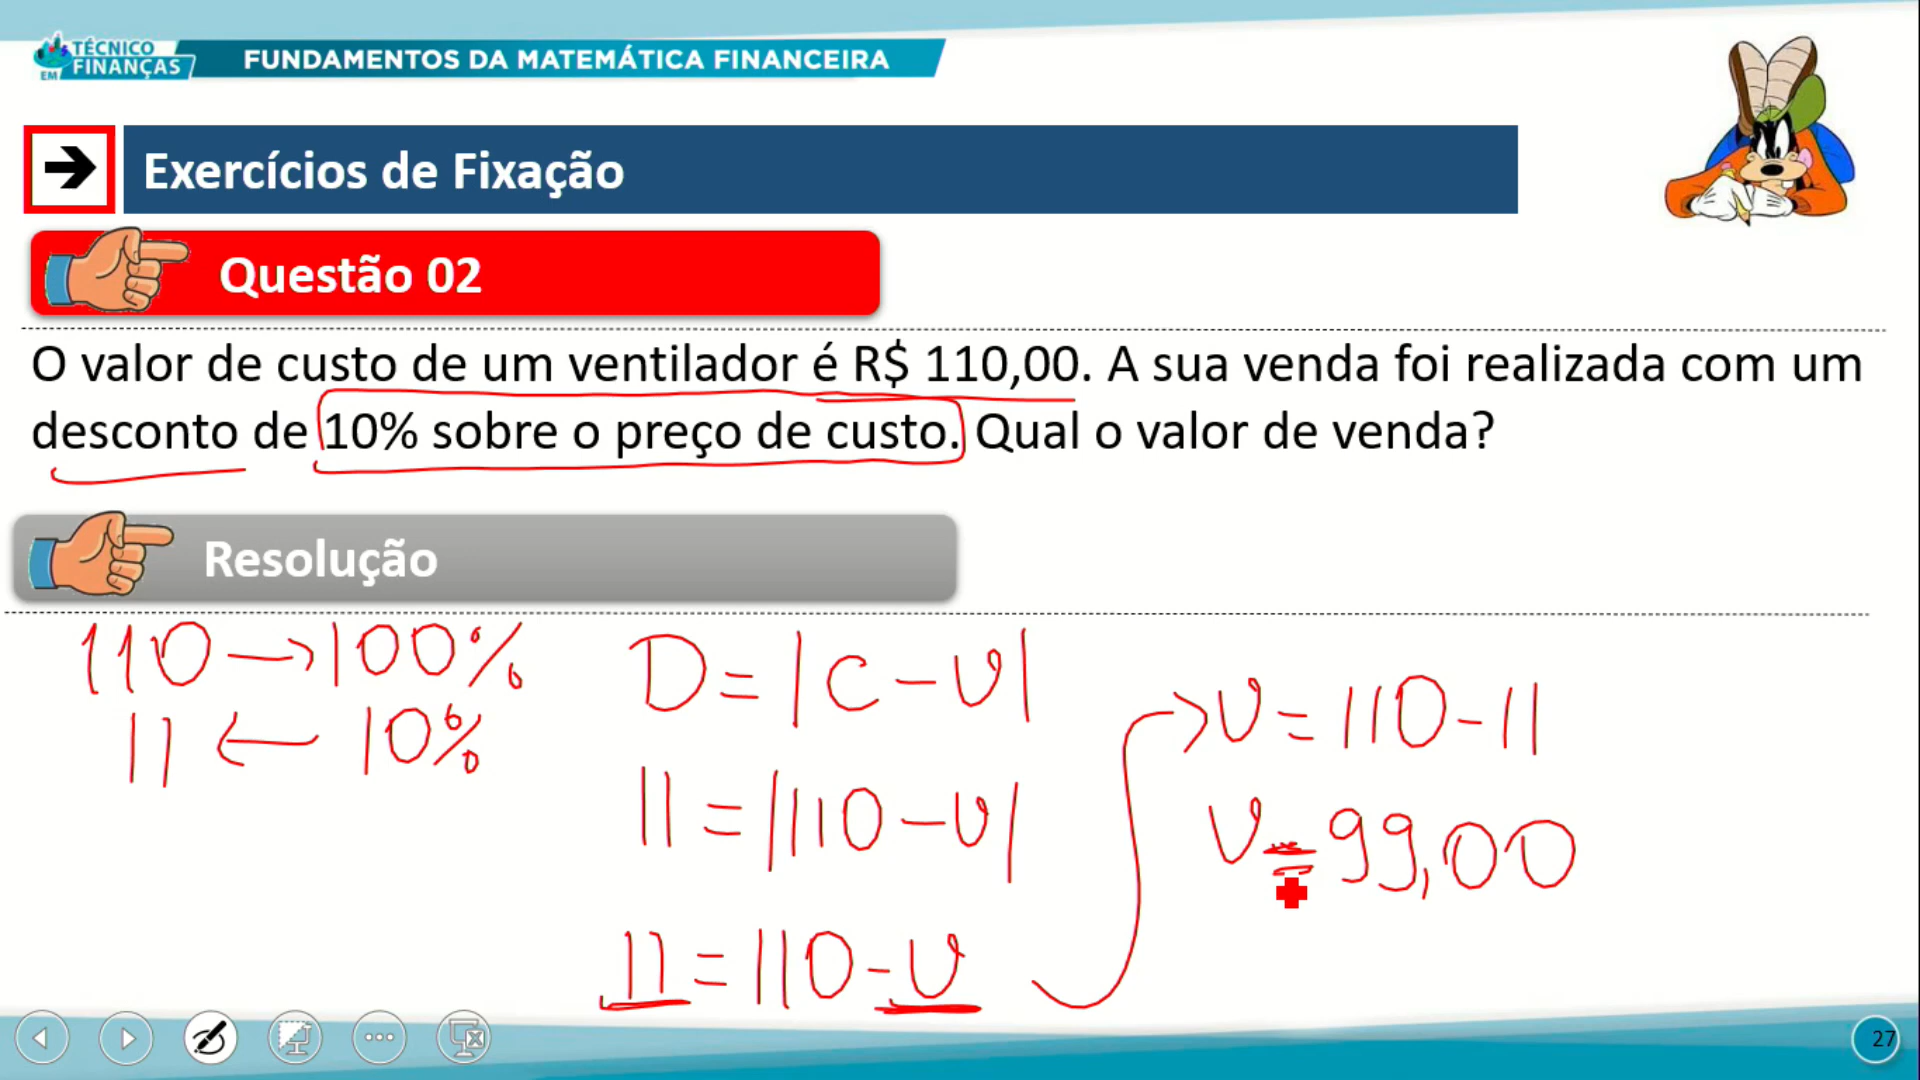 TÉCNICO
EM FINANÇAS
FUNDAMENTOS DA MATEMÁTICA FINANCEIRA
Exercícios de Fixação
Questão 02
O valor de custo de um ventilador é R$ 110,00. A sua venda foi realizada com um
desconto de 10% sobre o preço de custo. Qual o valor de venda?
Resolução
110 → 100%
11 ← 10%
D = |C - V|
11 = |110 - V|
11 = 110 - V
V = 110 - 11
V = 99,00
27